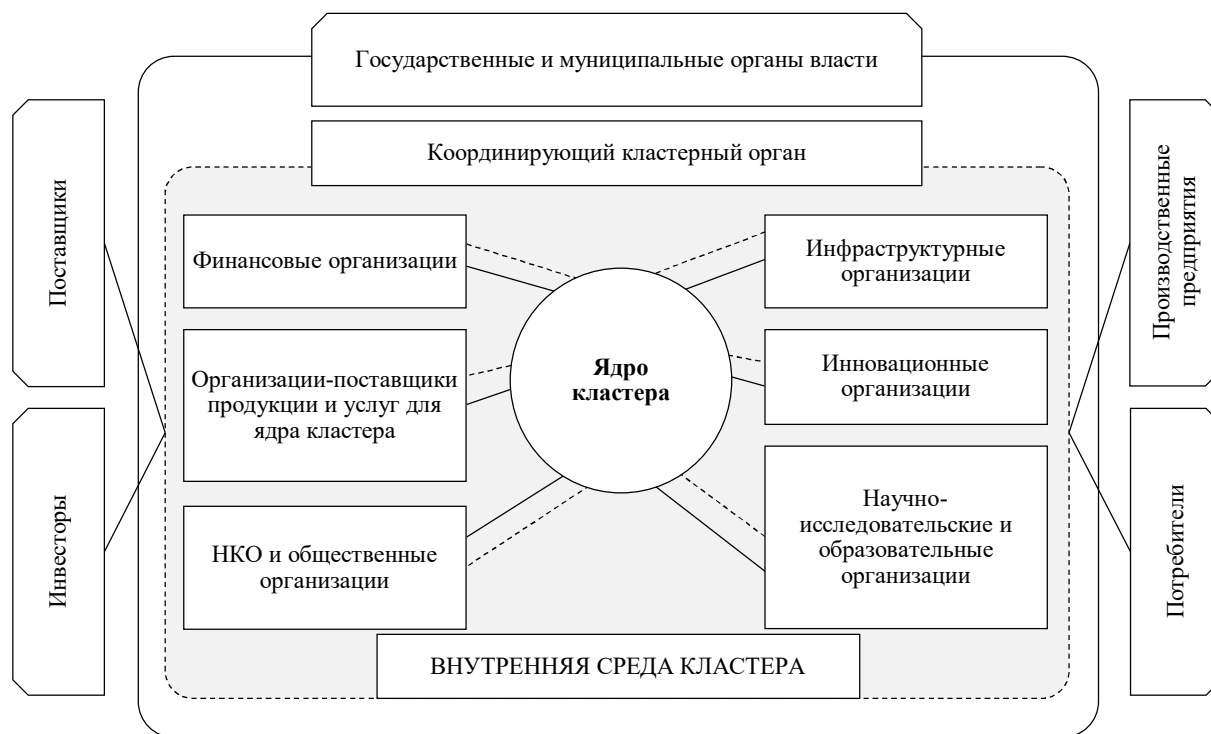 Государственные и муниципальные органы власти
Координирующий кластерный орган
Поставщики
Инвесторы
Финансовые организации
Организации-поставщики
продукции и услуг для
ядра кластера
НКО и общественные
организации
Ядро
кластера
Инфраструктурные
организации
Инновационные
организации
Научно-
исследовательские и
образовательные
организации
Производственные
предприятия
Потребители
ВНУТРЕННЯЯ СРЕДА КЛАСТЕРА